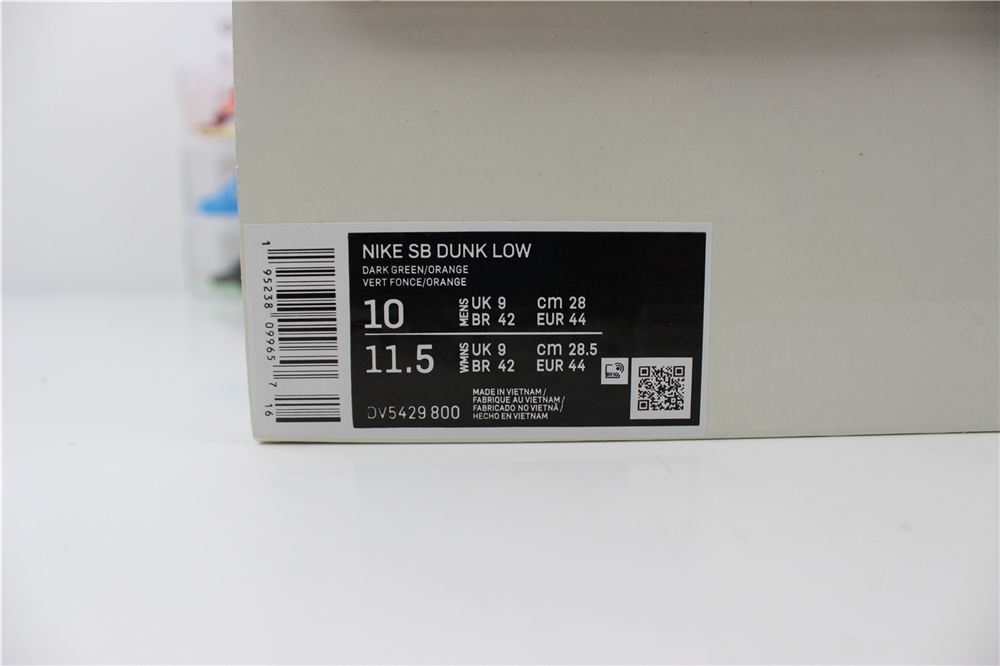 NIKE SB DUNK LOW
DARK GREEN/ORANGE
VERT FONCE/ORANGE
10 MENS UK 9 cm 28
BR 42 EUR 44
11.5 WMNS UK 9 cm 28.5
BR 42 EUR 44
DV5429 800
MADE IN VIETNAM /
FABRIQUE AU VIETNAM /
FABRICADO NO VIETNÃ /
HECHO EN VIETNAM
RFID
1 95238 09965 7 16